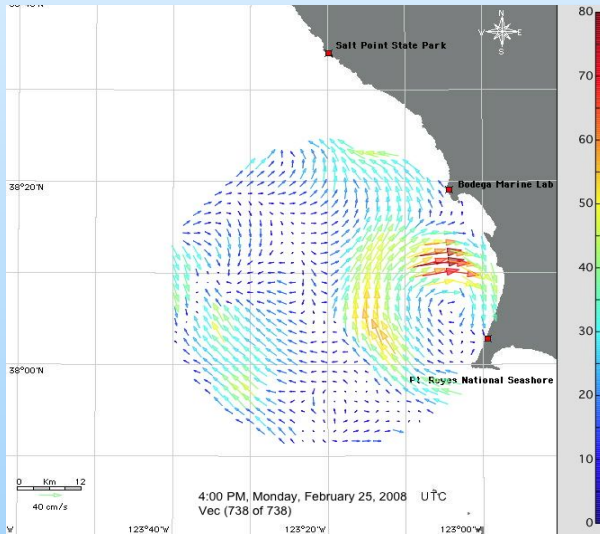 80
N
W E
S
Salt Point State Park
70
60
38°20'N
Bodega Marine Lab
50
40
30
38°00'N
Pt. Reyes National Seashore
20
0 Km 12
40 cm/s
4:00 PM, Monday, February 25, 2008 UTC
Vec (738 of 738)
10
0
W 123°40'W 123°20'W 123°00'W